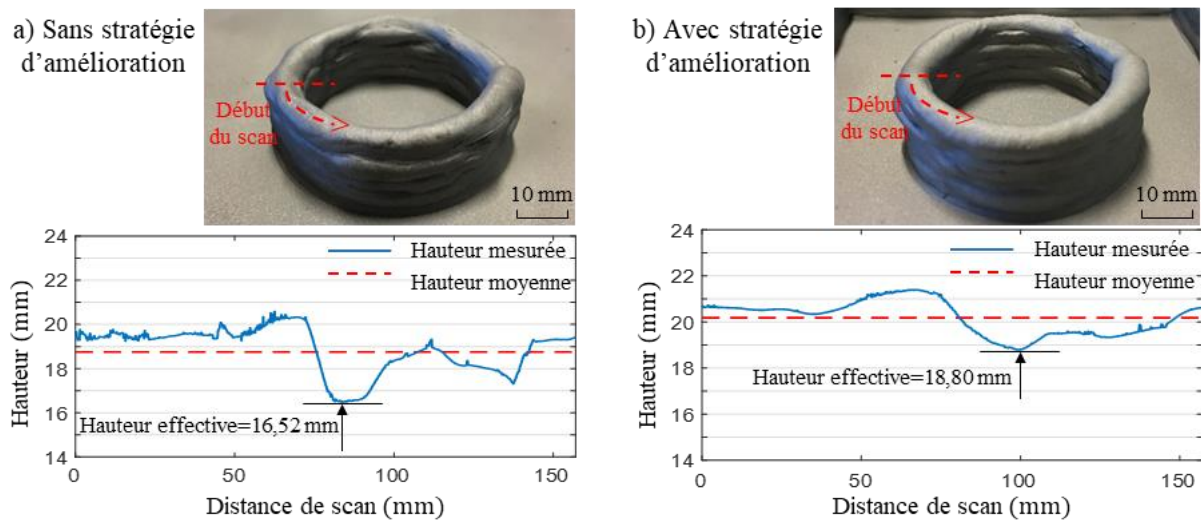 a) Sans stratégie
d'amélioration
Début
du scan
10 mm
24
22
20
18
16
14
Hauteur (mm)
Hauteur mesurée
Hauteur moyenne
Hauteur effective=16,52 mm
0
50
100
150
Distance de scan (mm)
b) Avec stratégie
d'amélioration
Début
du scan
10 mm
24
22
20
18
16
14
Hauteur (mm)
Hauteur mesurée
Hauteur moyenne
Hauteur effective=18,80 mm
0
50
100
150
Distance de scan (mm)